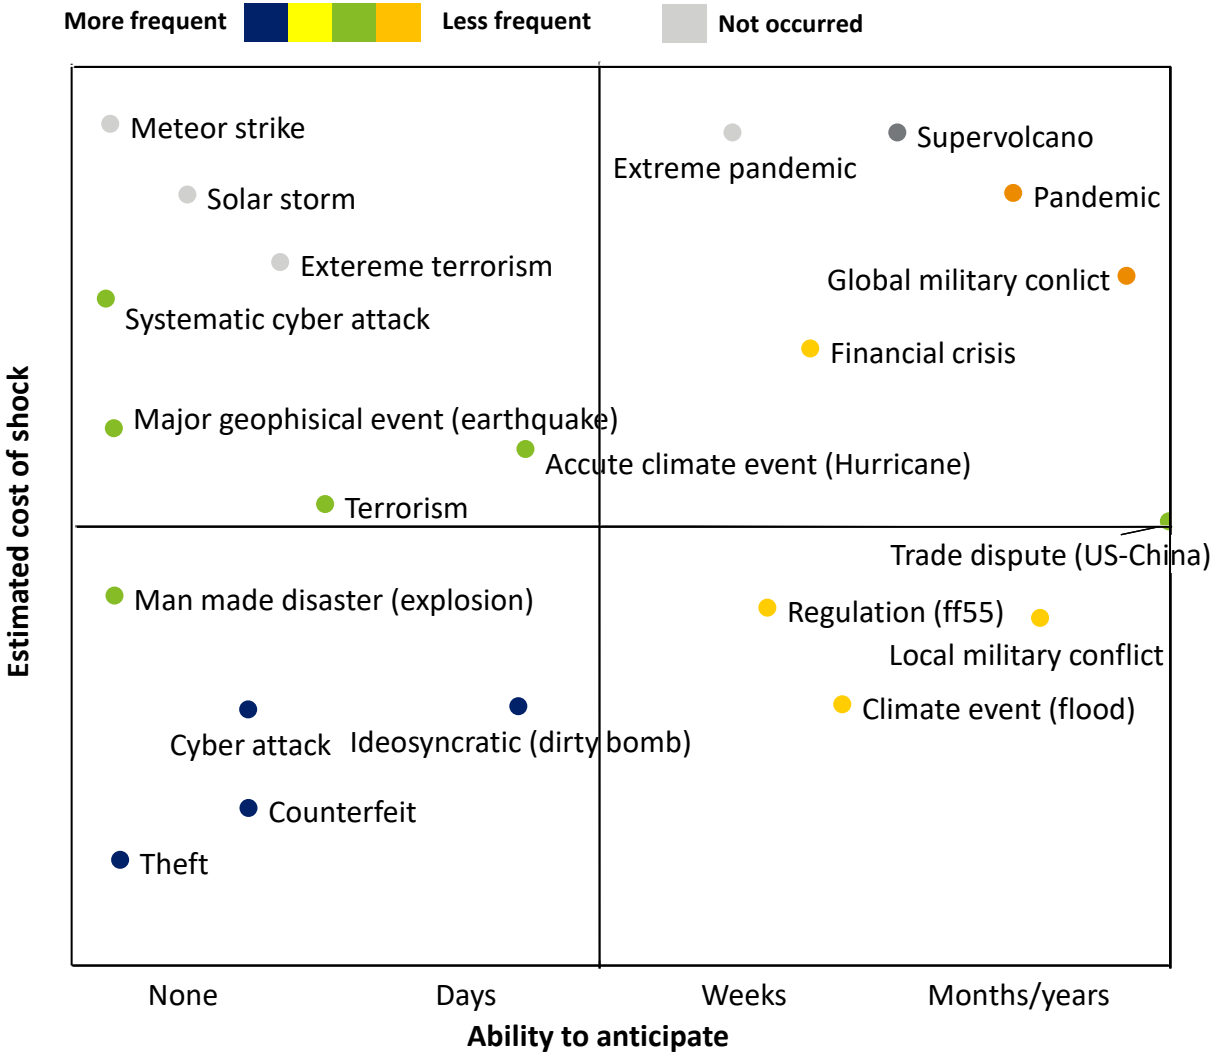 More frequent
Less frequent
Not occurred
Meteor strike
Supervolcano
Extreme pandemic
Solar storm
Pandemic
Extereme terrorism
Global military conlict
Systematic cyber attack
Financial crisis
Major geophisical event (earthquake)
Accute climate event (Hurricane)
Terrorism
Trade dispute (US-China)
Man made disaster (explosion)
Regulation (ff55)
Local military conflict
Climate event (flood)
Cyber attack
Ideosyncratic (dirty bomb)
Counterfeit
Theft
Estimated cost of shock
None
Days
Weeks
Months/years
Ability to anticipate